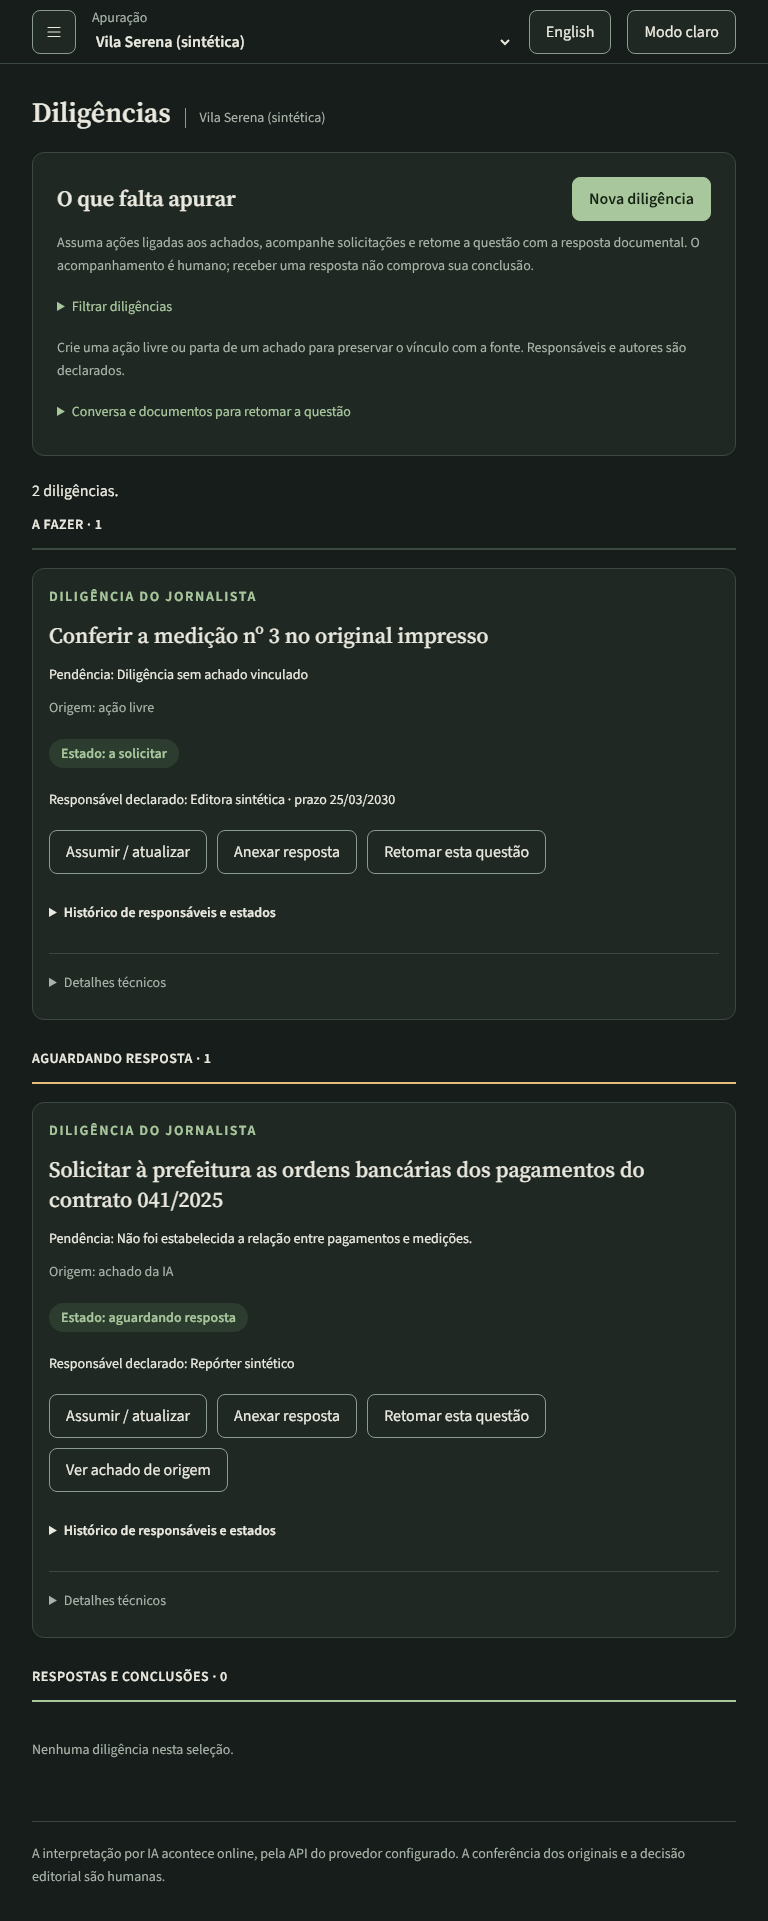 Apuração
Vila Serena (sintética)
English
Modo claro
Diligências
Vila Serena (sintética)
O que falta apurar
Nova diligência
Assuma ações ligadas aos achados, acompanhe solicitações e retome a questão com a resposta documental. O
acompanhamento é humano; receber uma resposta não comprova sua conclusão.
Filtrar diligências
Crie uma ação livre ou parta de um achado para preservar o vínculo com a fonte. Responsáveis e autores são
declarados.
Conversa e documentos para retomar a questão
2 diligências.
A FAZER · 1
DILIGÊNCIA DO JORNALISTA
Conferir a medição nº 3 no original impresso
Pendência: Diligência sem achado vinculado
Origem: ação livre
Estado: a solicitar
Responsável declarado: Editora sintética · prazo 25/03/2030
Assumir / atualizar
Anexar resposta
Retomar esta questão
Histórico de responsáveis e estados
Detalhes técnicos
AGUARDANDO RESPOSTA · 1
DILIGÊNCIA DO JORNALISTA
Solicitar à prefeitura as ordens bancárias dos pagamentos do
contrato 041/2025
Pendência: Não foi estabelecida a relação entre pagamentos e medições.
Origem: achado da IA
Estado: aguardando resposta
Responsável declarado: Repórter sintético
Assumir / atualizar
Anexar resposta
Retomar esta questão
Ver achado de origem
Histórico de responsáveis e estados
Detalhes técnicos
RESPOSTAS E CONCLUSÕES · 0
Nenhuma diligência nesta seleção.
A interpretação por IA acontece online, pela API do provedor configurado. A conferência dos originais e a decisão
editorial são humanas.